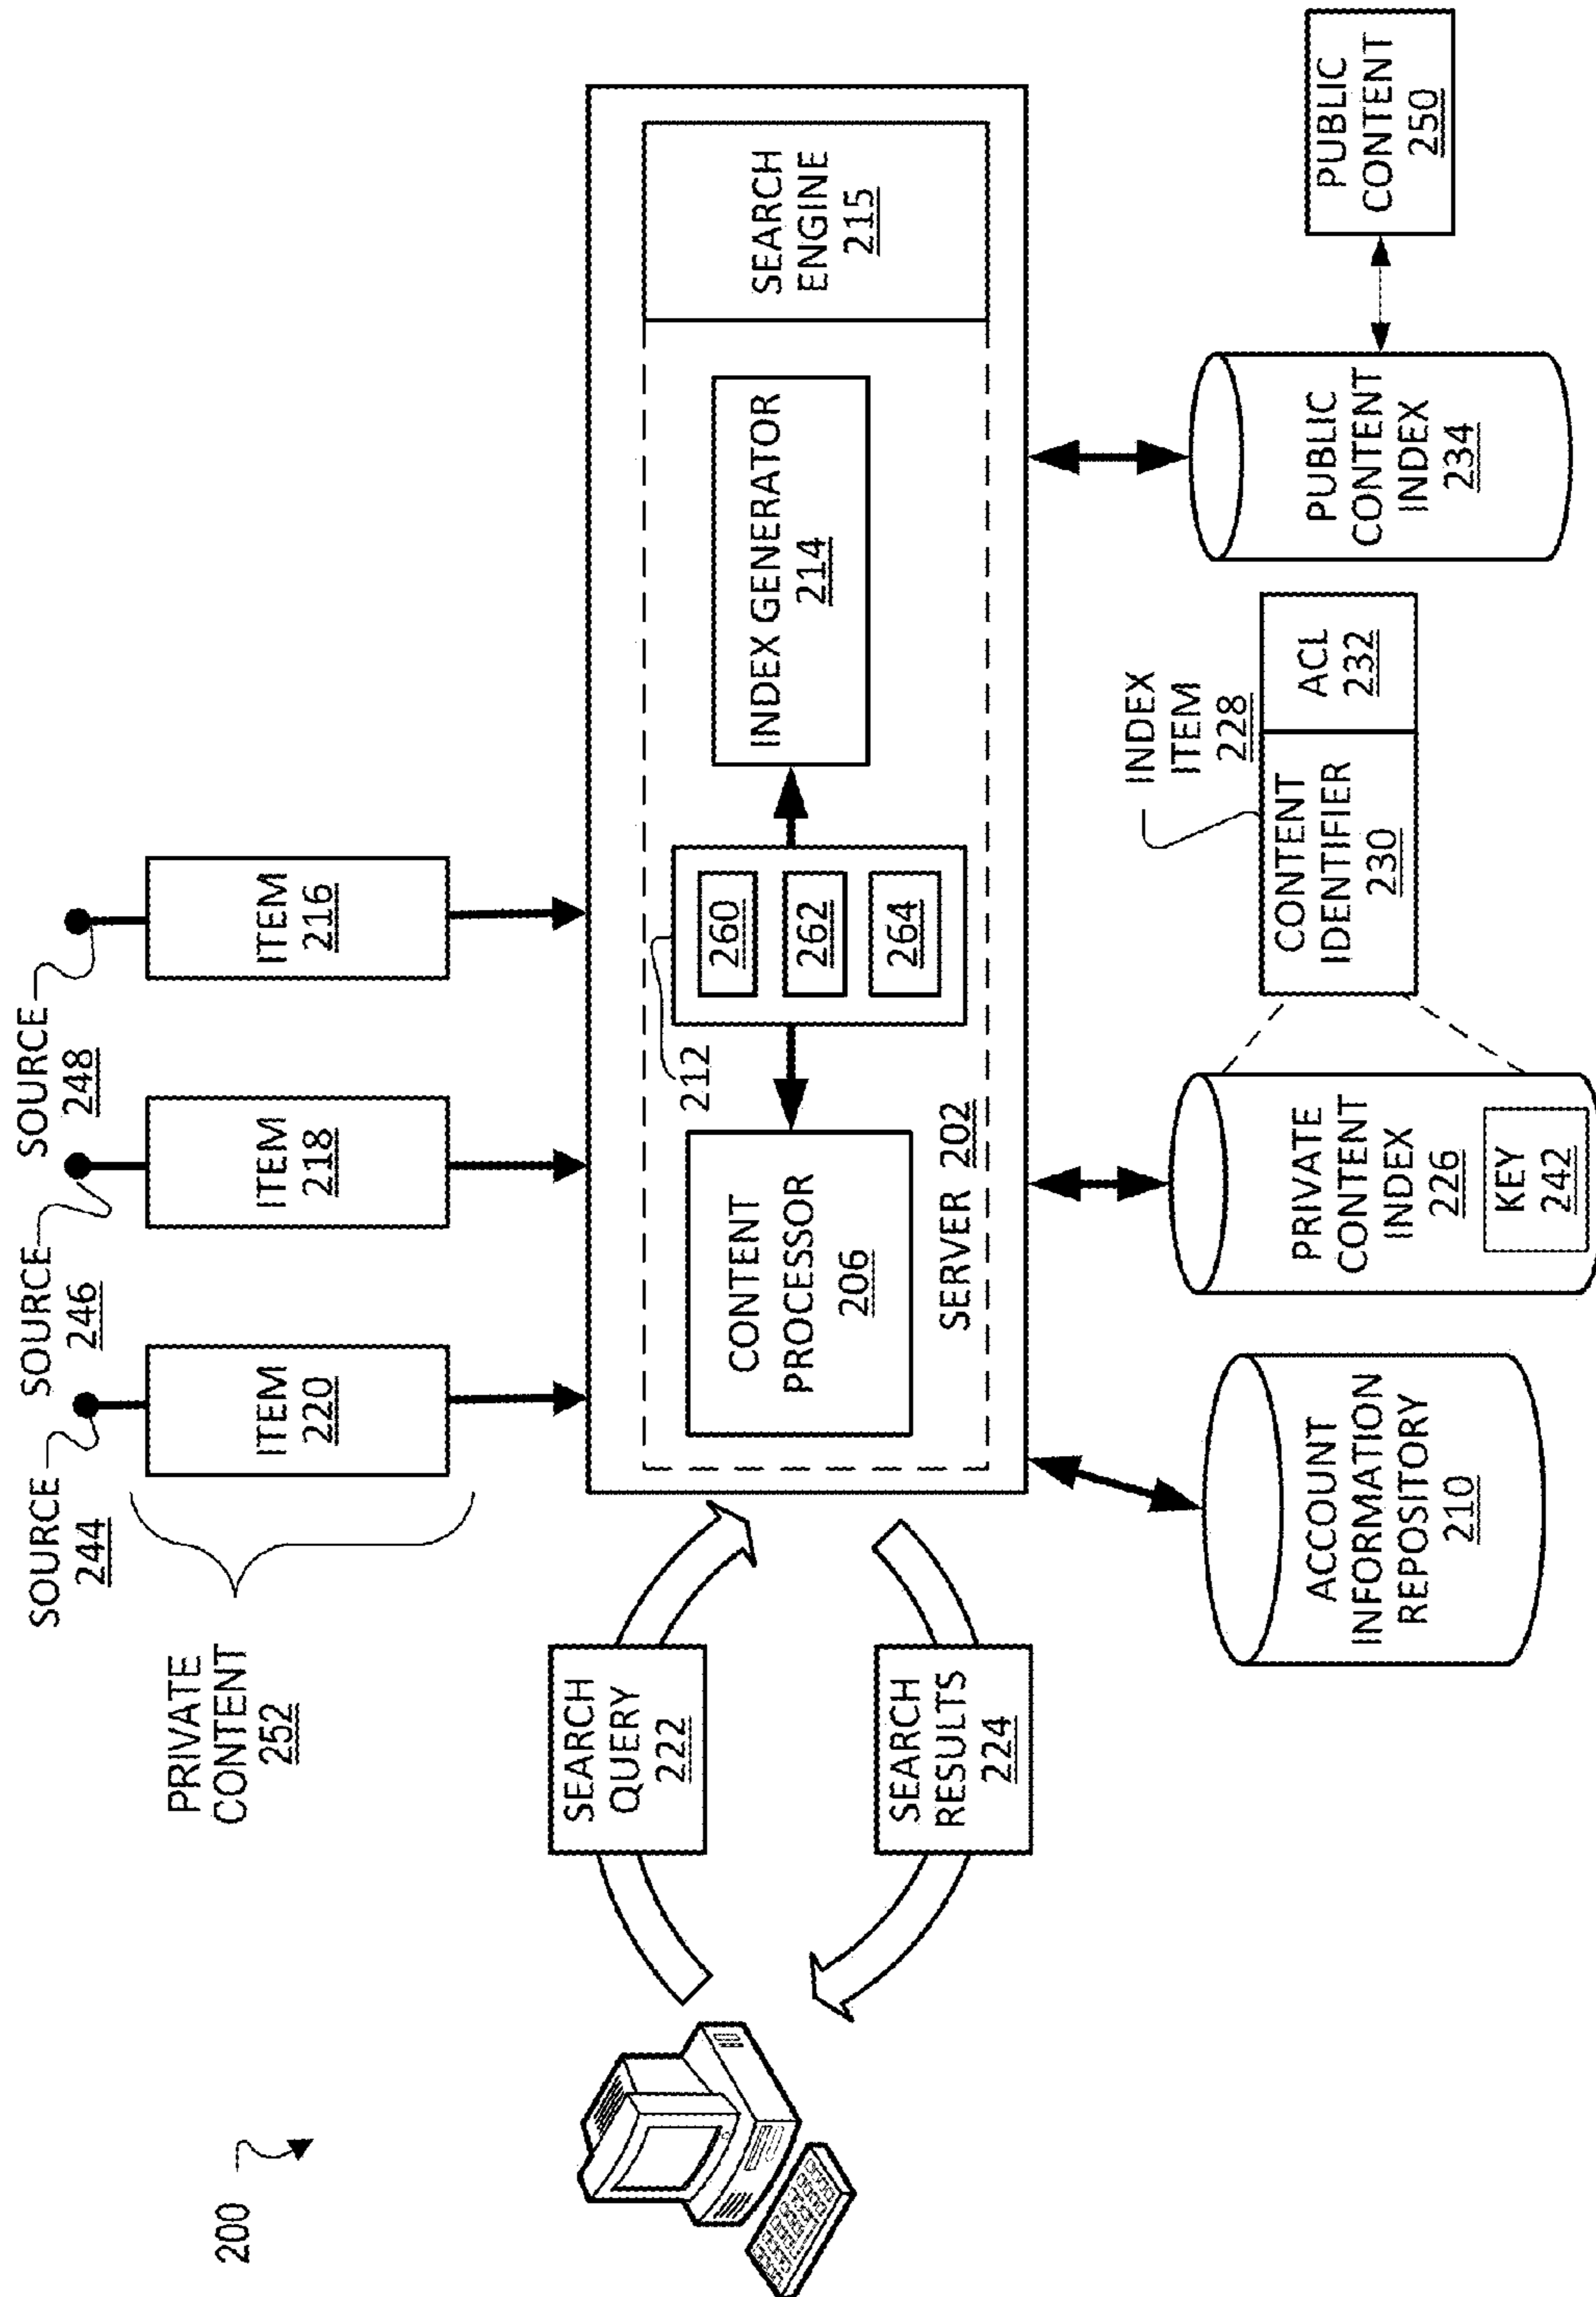 200
PRIVATE
CONTENT
252
SOURCE
244
SOURCE
246
SOURCE
248
ITEM
220
ITEM
218
ITEM
216
SEARCH
QUERY
222
SEARCH
RESULTS
224
CONTENT
PROCESSOR
206
212
260
262
264
INDEX GENERATOR
214
SEARCH
ENGINE
215
SERVER 202
ACCOUNT
INFORMATION
REPOSITORY
210
PRIVATE
CONTENT
INDEX
226
KEY
242
INDEX
ITEM
228
CONTENT
IDENTIFIER
230
ACL
232
PUBLIC
CONTENT
INDEX
234
PUBLIC
CONTENT
250